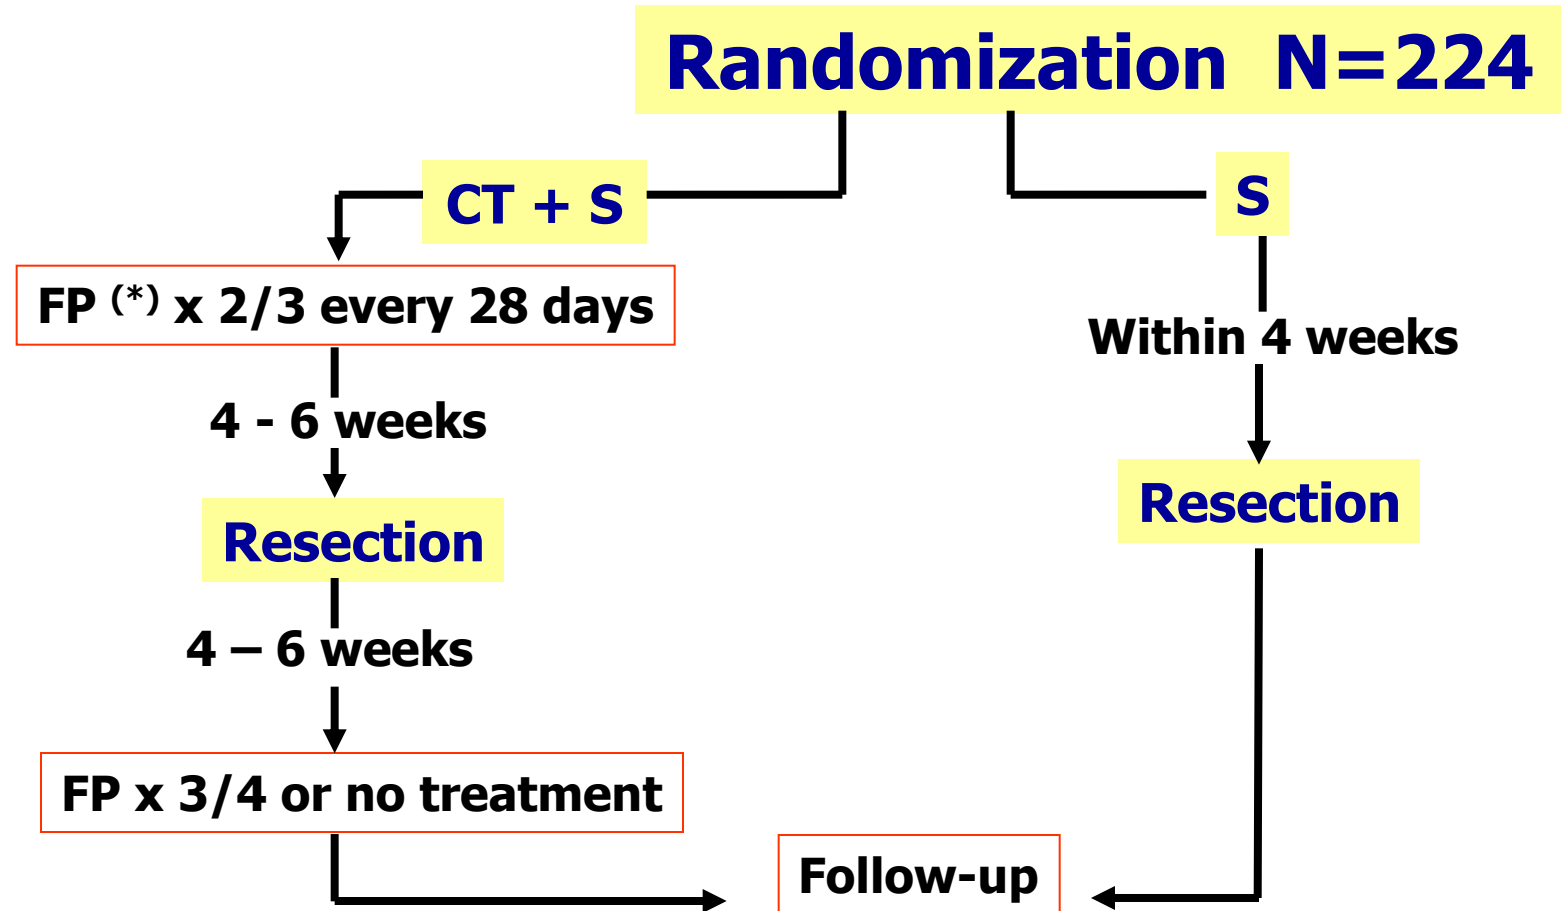 Randomization N=224
CT + S
S
FP (*) x 2/3 every 28 days
Within 4 weeks
4 - 6 weeks
Resection
Resection
4 – 6 weeks
FP x 3/4 or no treatment
Follow-up